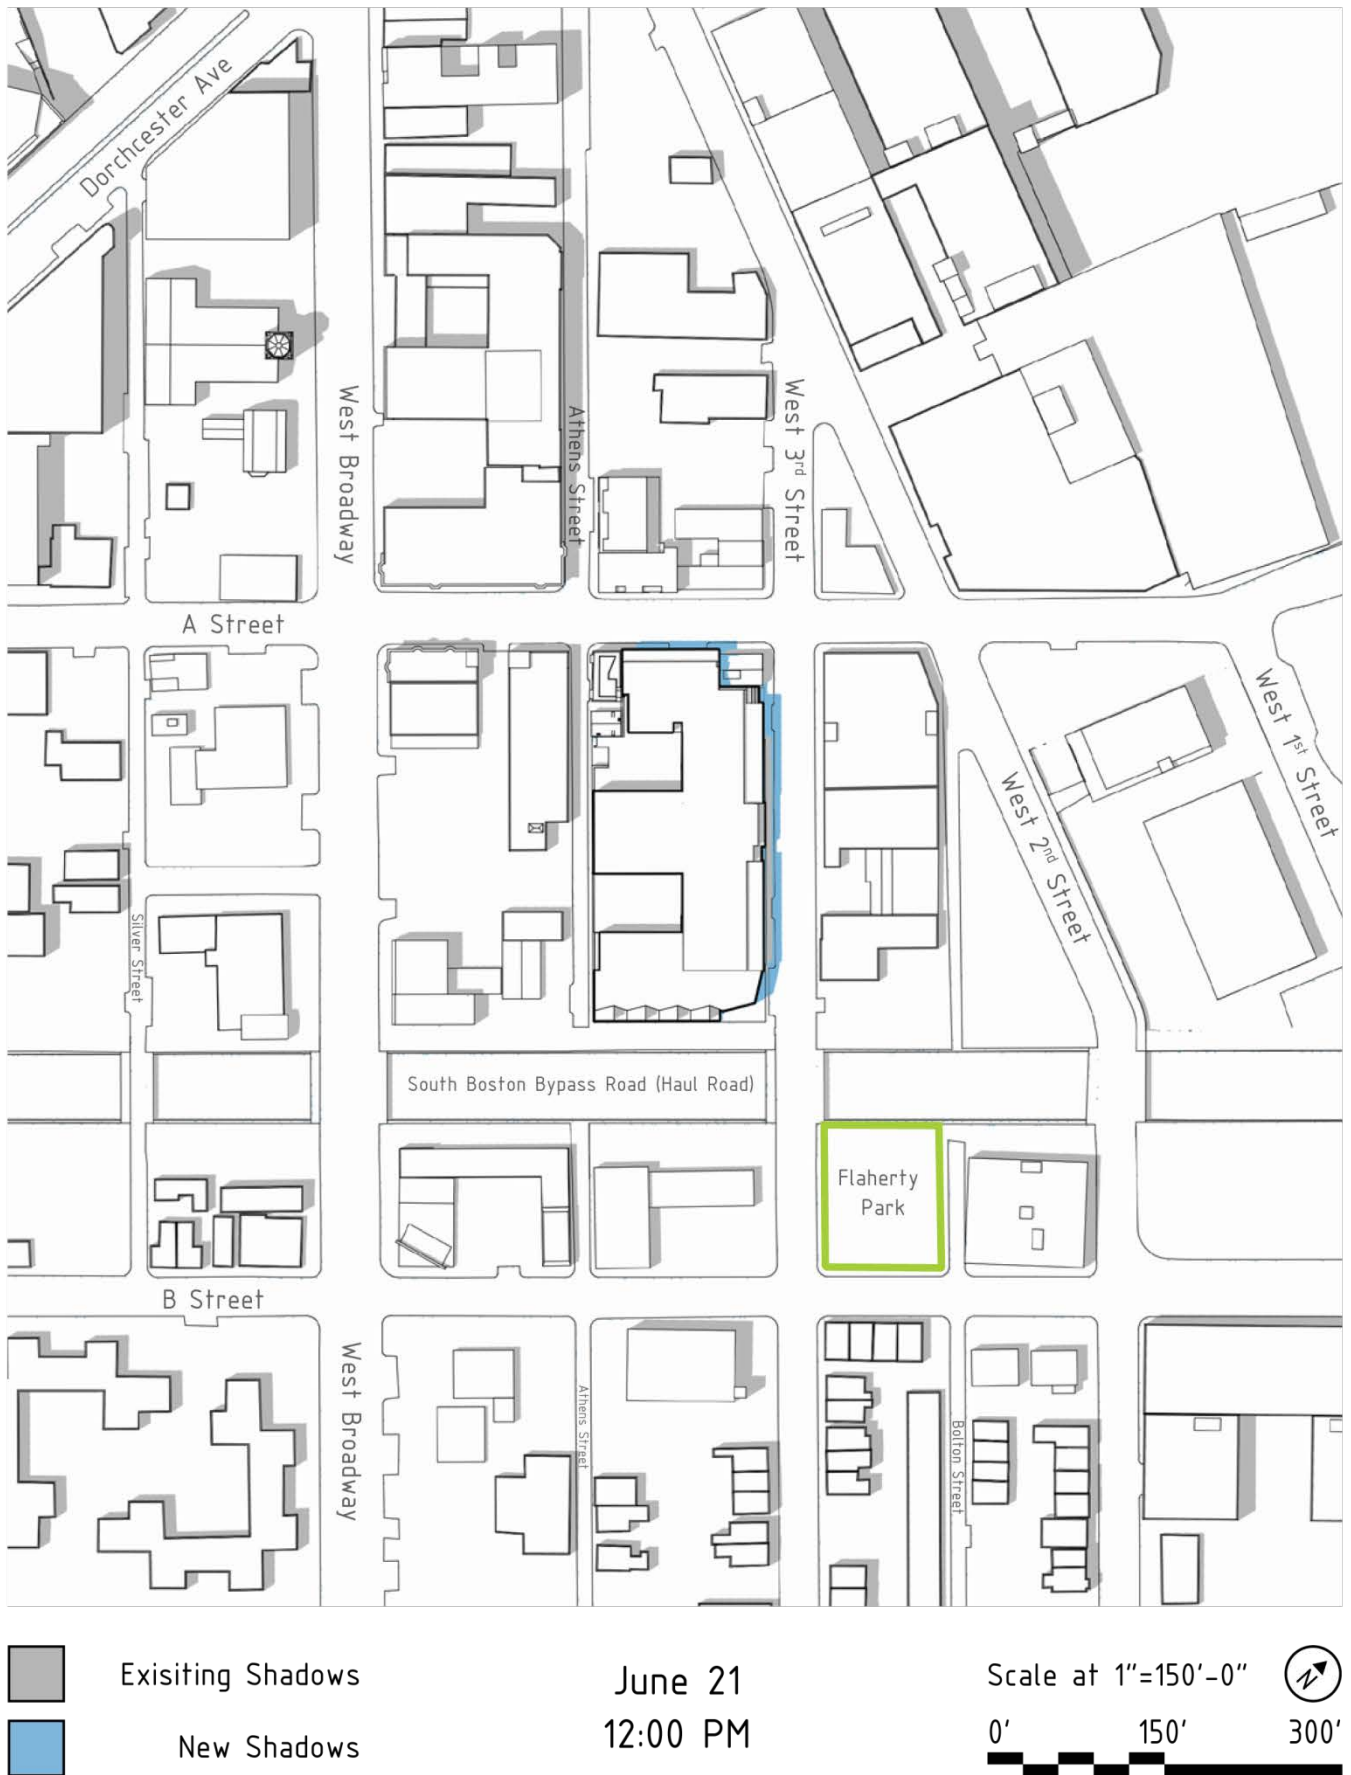 Dorchcester Ave
West Broadway
Athens Street
West 3rd Street
A Street
West 1st Street
West 2nd Street
Silver Street
South Boston Bypass Road (Haul Road)
Flaherty
Park
B Street
West Broadway
Athens Street
Bolton Street
Exisiting Shadows
New Shadows
June 21
12:00 PM
Scale at 1"=150'-0"
N
0' 150' 300'